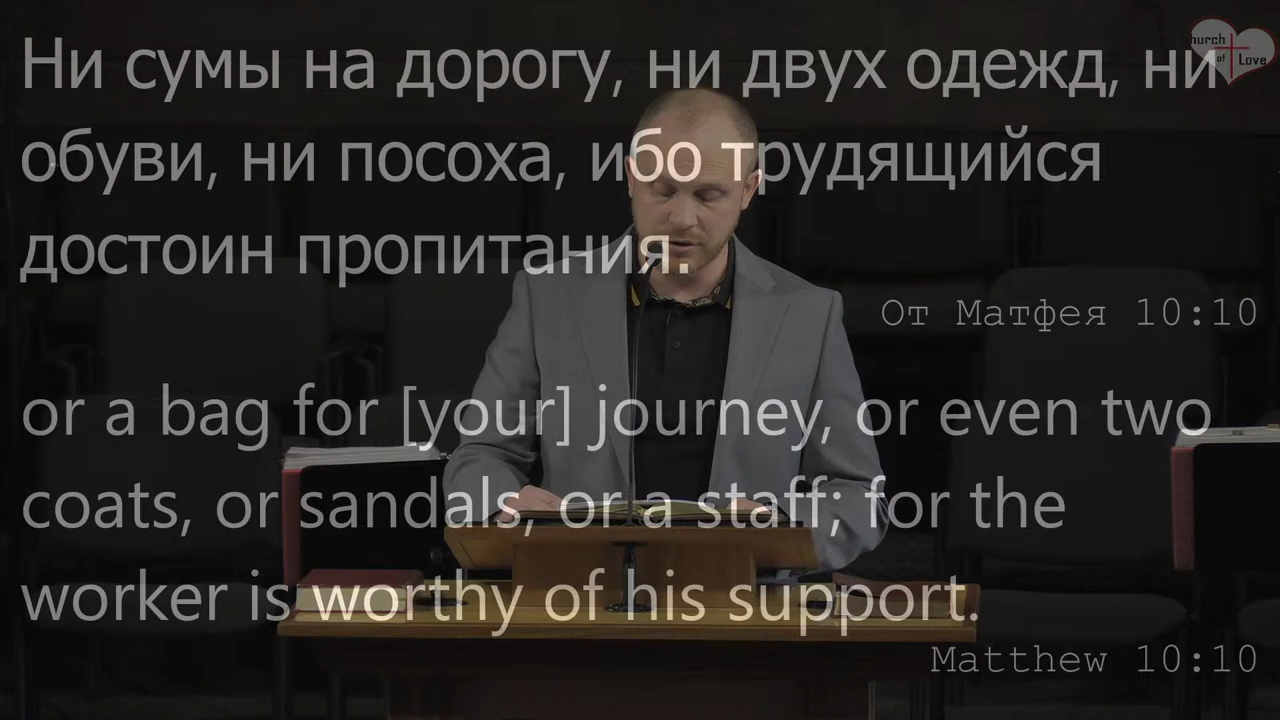 Ни сумы на дорогу, ни двух одежд, ни
обуви, ни посоха, ибо трудящийся
достоин пропитания.
От Матфея 10:10
or a bag for [your] journey, or even two
coats, or sandals, or a staff; for the
worker is worthy of his support.
Matthew 10:10
hurch
of Love